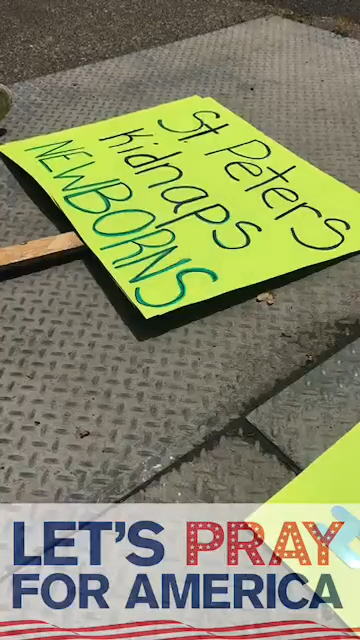 St. Peters
Kidnaps
NEWBORNS
LET'S PRAY
FOR AMERICA